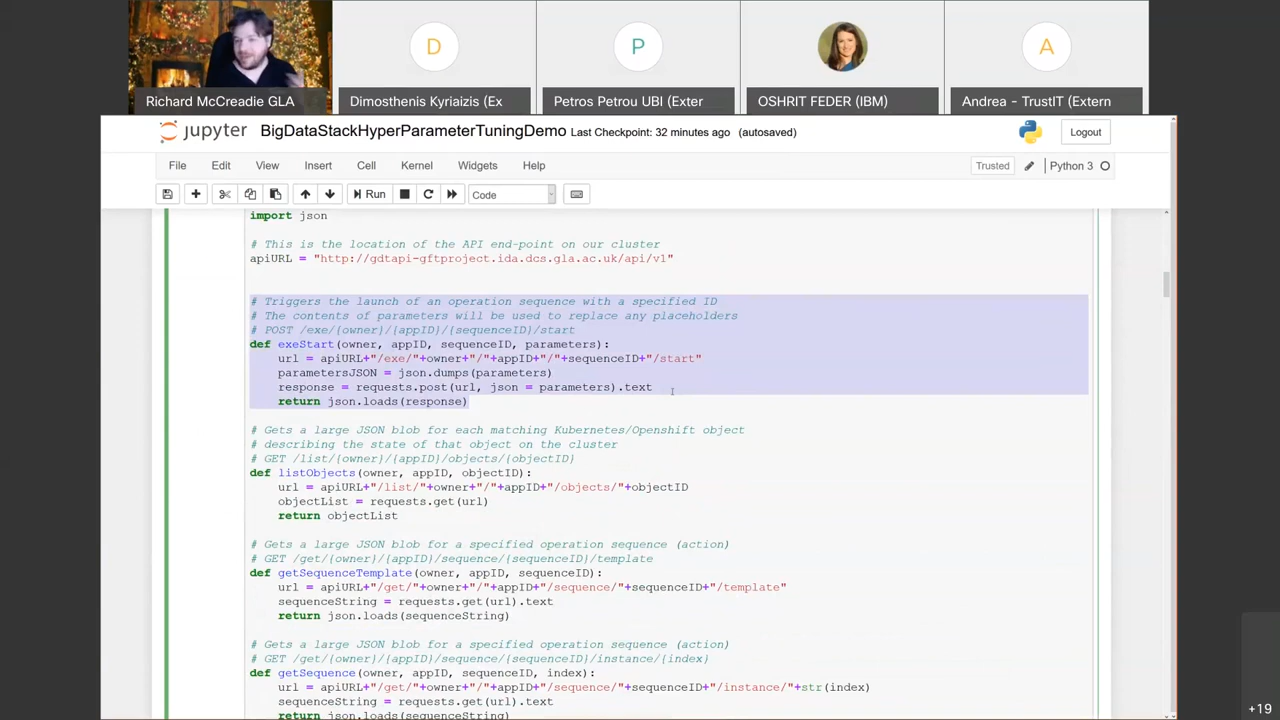 D
P
A
Richard McCreadie GLA
Dimosthenis Kyriaizis (Ex
Petros Petrou UBI (Exter
OSHRIT FEDER (IBM)
Andrea - TrustIT (Extern
jupyter BigDataStackHyperParameterTuningDemo Last Checkpoint: 32 minutes ago (autosaved)
Logout
File Edit View Insert Cell Kernel Widgets Help
Trusted Python 3
Run Code
import json
# This is the location of the API end-point on our cluster
apiURL = "http://gdtapi-gftproject.ida.dcs.gla.ac.uk/api/v1"
# Triggers the launch of an operation sequence with a specified ID
# The contents of parameters will be used to replace any placeholders
# POST /exe/{owner}/{appID}/{sequenceID}/start
def exeStart(owner, appID, sequenceID, parameters):
url = apiURL+"/exe/"+owner+"/"+appID+"/"+sequenceID+"/start"
parametersJSON = json.dumps(parameters)
response = requests.post(url, json = parameters).text
return json.loads(response)
# Gets a large JSON blob for each matching Kubernetes/Openshift object
# describing the state of that object on the cluster
# GET /list/{owner}/{appID}/objects/{objectID}
def listObjects(owner, appID, objectID):
url = apiURL+"/list/"+owner+"/"+appID+"/objects/"+objectID
objectList = requests.get(url)
return objectList
# Gets a large JSON blob for a specified operation sequence (action)
# GET /get/{owner}/{appID}/sequence/{sequenceID}/template
def getSequenceTemplate(owner, appID, sequenceID):
url = apiURL+"/get/"+owner+"/"+appID+"/sequence/"+sequenceID+"/template"
sequenceString = requests.get(url).text
return json.loads(sequenceString)
# Gets a large JSON blob for a specified operation sequence (action)
# GET /get/{owner}/{appID}/sequence/{sequenceID}/instance/{index}
def getSequence(owner, appID, sequenceID, index):
url = apiURL+"/get/"+owner+"/"+appID+"/sequence/"+sequenceID+"/instance/"+str(index)
sequenceString = requests.get(url).text
return json.loads(sequenceString)
+19